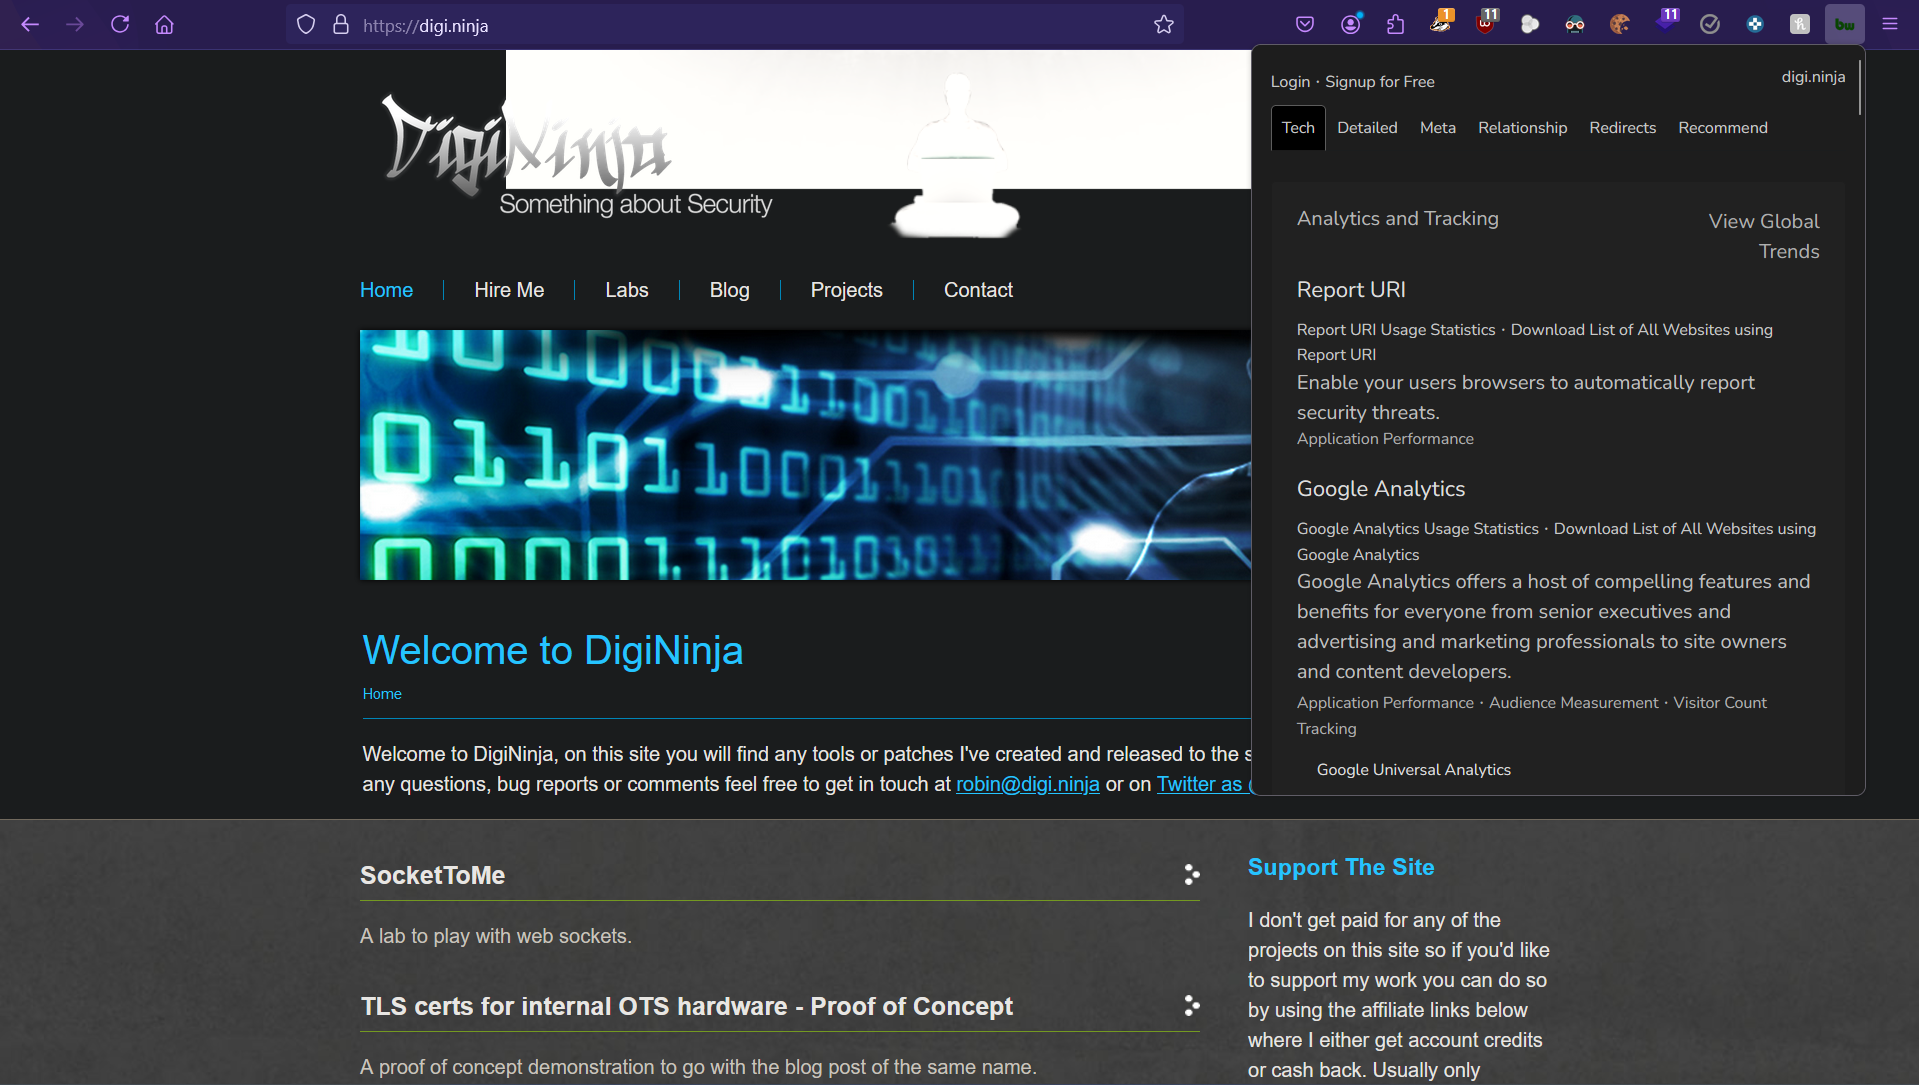 https://digi.ninja
1
11
11
bw
DigiNinja
Something about Security
Home
Hire Me
Labs
Blog
Projects
Contact
Welcome to DigiNinja
Home
Welcome to DigiNinja, on this site you will find any tools or patches I've created and released to the s
any questions, bug reports or comments feel free to get in touch at robin@digi.ninja or on Twitter as
SocketToMe
A lab to play with web sockets.
TLS certs for internal OTS hardware - Proof of Concept
A proof of concept demonstration to go with the blog post of the same name.
Support The Site
I don't get paid for any of the
projects on this site so if you'd like
to support my work you can do so
by using the affiliate links below
where I either get account credits
or cash back. Usually only
Login · Signup for Free
digi.ninja
Tech
Detailed
Meta
Relationship
Redirects
Recommend
Analytics and Tracking
View Global
Trends
Report URI
Report URI Usage Statistics · Download List of All Websites using
Report URI
Enable your users browsers to automatically report
security threats.
Application Performance
Google Analytics
Google Analytics Usage Statistics · Download List of All Websites using
Google Analytics
Google Analytics offers a host of compelling features and
benefits for everyone from senior executives and
advertising and marketing professionals to site owners
and content developers.
Application Performance · Audience Measurement · Visitor Count
Tracking
Google Universal Analytics